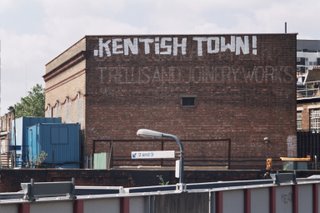 KENTISH TOWN!
TRELLIS AND JOINERY WORKS